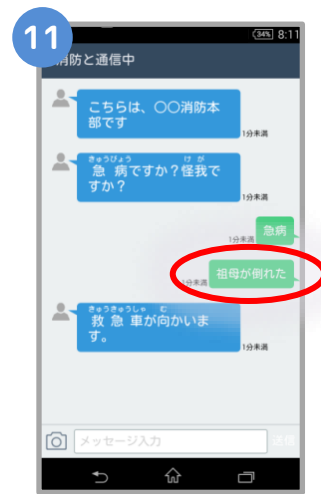 11
34% 8:11
消防と通信中
こちらは、〇〇消防本
部です
1分未満
きゅうびょう けが
急病ですか？怪我で
すか？
1分未満
急病
1分未満
祖母が倒れた
1分未満
きゅうきゅうしゃ む
救急車が向かいま
す。
1分未満
メッセージ入力
送信